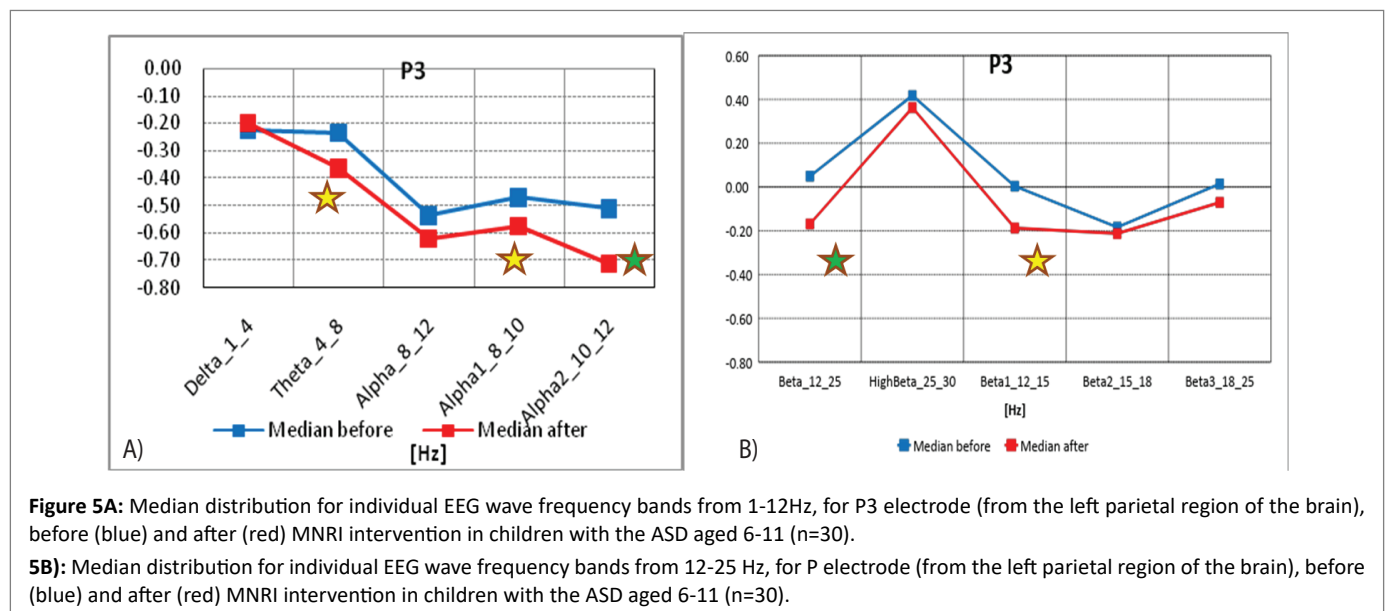 P3
0.00
-0.10
-0.20
-0.30
-0.40
-0.50
-0.60
-0.70
-0.80
Delta_1_4
Theta_4_8
Alpha_8_12
Alpha1_8_10
Alpha2_10_12
Median before Median after
[Hz]
A)
P3
0.60
0.40
0.20
0.00
-0.20
-0.40
-0.60
-0.80
Beta_12_25 HighBeta_25_30 Beta1_12_15 Beta2_15_18 Beta3_18_25
[Hz]
Median before Median after
B)
Figure 5A: Median distribution for individual EEG wave frequency bands from 1-12Hz, for P3 electrode (from the left parietal region of the brain),
before (blue) and after (red) MNRI intervention in children with the ASD aged 6-11 (n=30).
5B): Median distribution for individual EEG wave frequency bands from 12-25 Hz, for P electrode (from the left parietal region of the brain), before
(blue) and after (red) MNRI intervention in children with the ASD aged 6-11 (n=30).